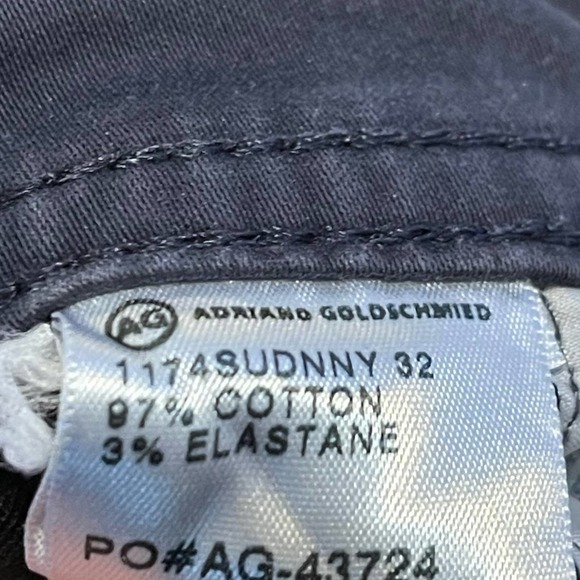 AG ADRIANO GOLDSCHMIED
1174SUDNNY 32
97% COTTON
3% ELASTANE
PO#AG-43724